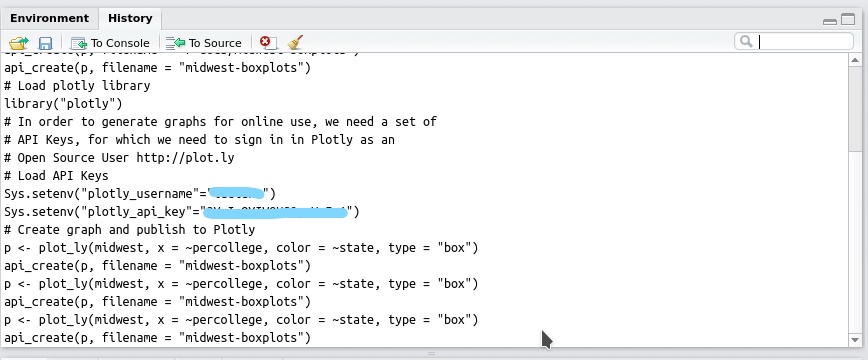 Environment History
To Console To Source
api_create(p, filename = "midwest-boxplots")
# Load plotly library
library("plotly")
# In order to generate graphs for online use, we need a set of
# API Keys, for which we need to sign in in Plotly as an
# Open Source User http://plot.ly
# Load API Keys
Sys.setenv("plotly_username"="")
Sys.setenv("plotly_api_key"="")
# Create graph and publish to Plotly
p <- plot_ly(midwest, x = ~percollege, color = ~state, type = "box")
api_create(p, filename = "midwest-boxplots")
p <- plot_ly(midwest, x = ~percollege, color = ~state, type = "box")
api_create(p, filename = "midwest-boxplots")
p <- plot_ly(midwest, x = ~percollege, color = ~state, type = "box")
api_create(p, filename = "midwest-boxplots")